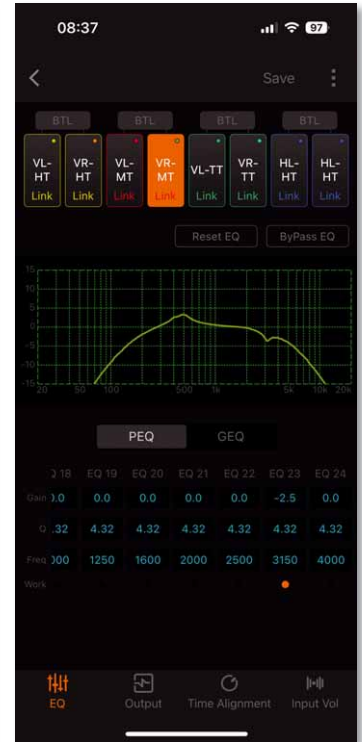 08:37 97
Save
BTL BTL BTL BTL
VL-HT VR-HT VL-MT VR-MT VL-TT VR-TT HL-HT HL-HT
Link Link Link Link Link Link Link Link
Reset EQ ByPass EQ
15
10
5
0
-5
-10
-15
20 50 100 500 1k 5k 10k 20k
PEQ GEQ
Q 18 EQ 19 EQ 20 EQ 21 EQ 22 EQ 23 EQ 24
Gain 0.0 0.0 0.0 0.0 0.0 -2.5 0.0
Q .32 4.32 4.32 4.32 4.32 4.32 4.32
Freq 000 1250 1600 2000 2500 3150 4000
Work
EQ Output Time Alignment Input Vol